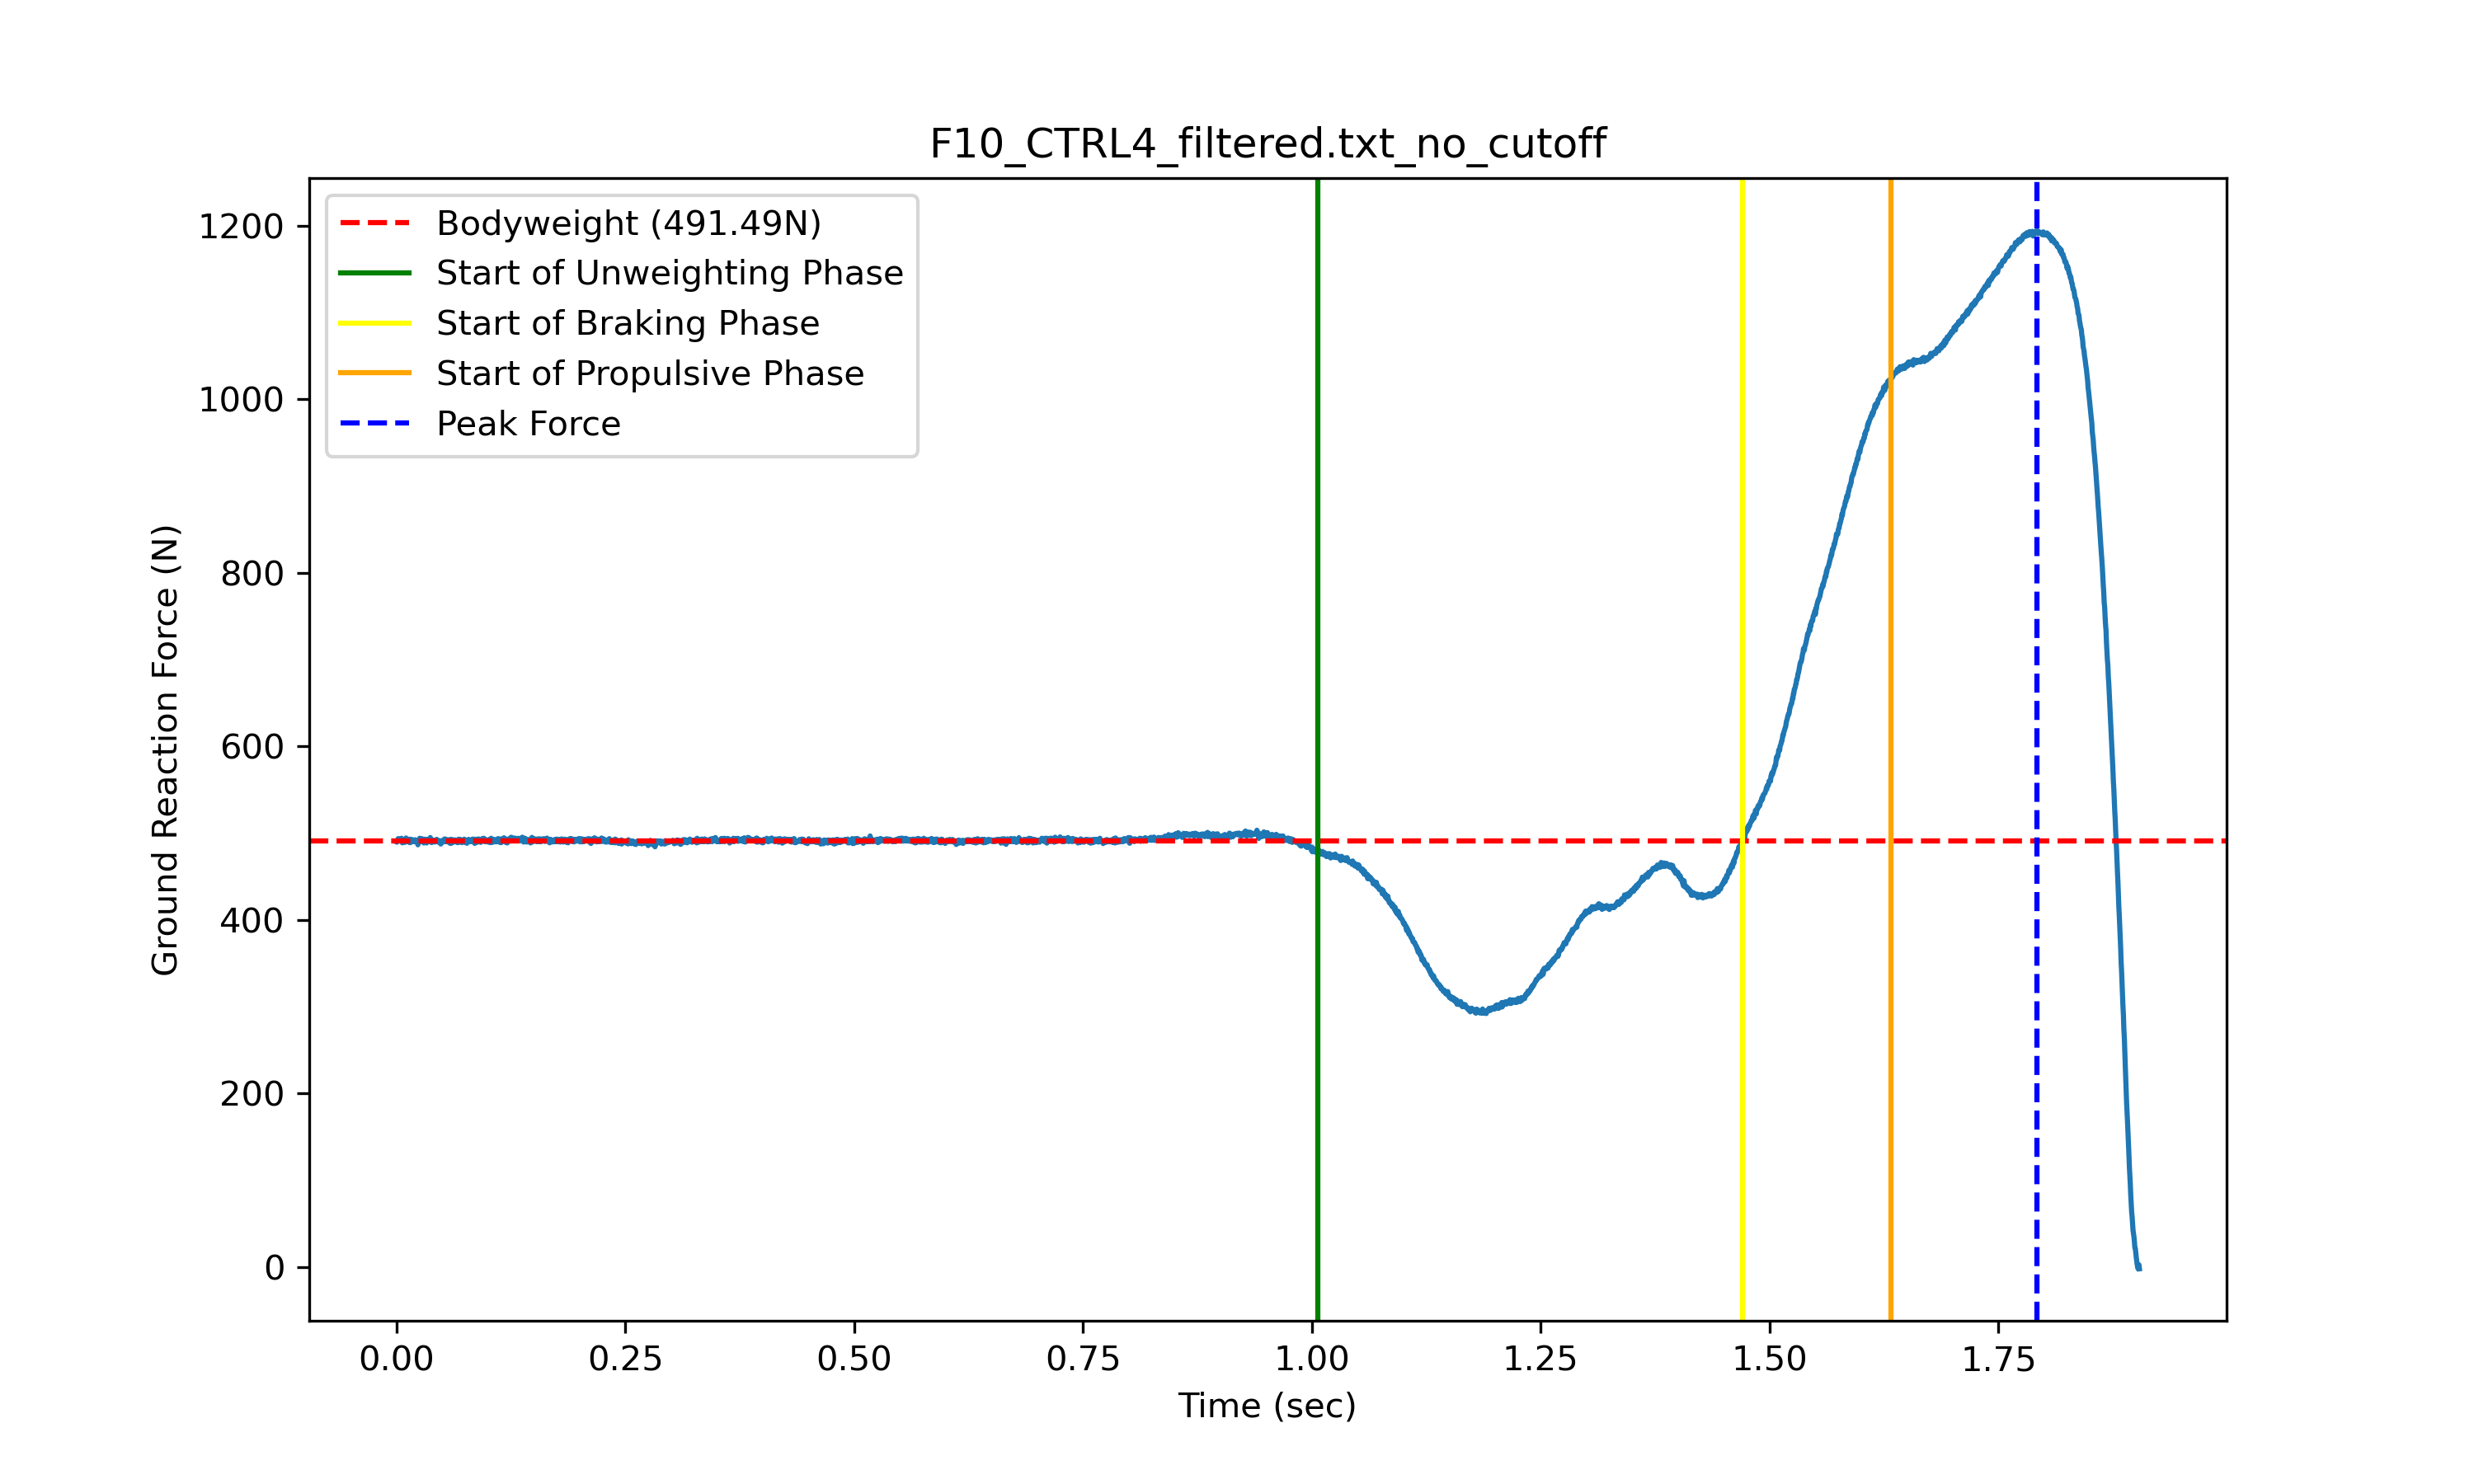 F10_CTRL4_filtered.txt_no_cutoff
Bodyweight (491.49N)
Start of Unweighting Phase
Start of Braking Phase
Start of Propulsive Phase
Peak Force
Ground Reaction Force (N)
1200
1000
800
600
400
200
0
0.00 0.25 0.50 0.75 1.00 1.25 1.50 1.75
Time (sec)